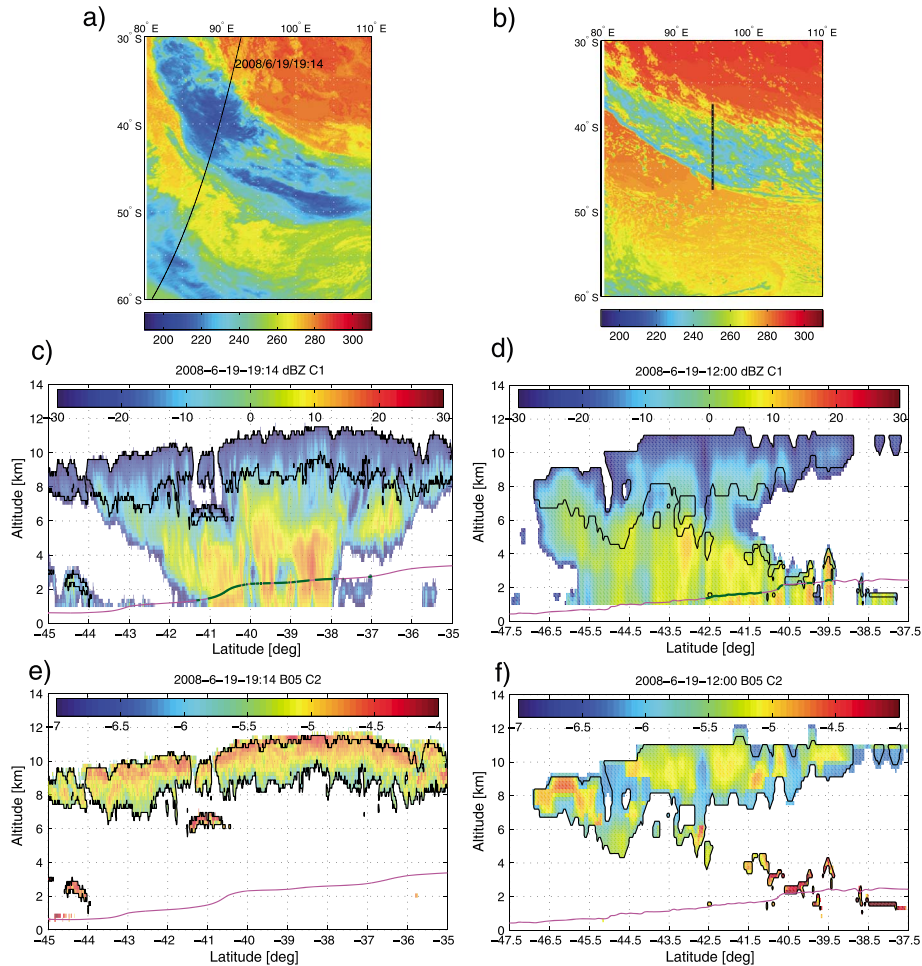 a)
80° E 90° E 100° E 110° E
30° S
2008/6/19/19:14
40° S
50° S
60° S
200 220 240 260 280 300
b)
80° E 90° E 100° E 110° E
30° S
40° S
50° S
60° S
200 220 240 260 280 300
c)
2008−6−19−19:14 dBZ C1
14
12
10
8
6
4
2
0
Altitude [km]
−30 −20 −10 0 10 20 30
−45 −44 −43 −42 −41 −40 −39 −38 −37 −36 −35
Latitude [deg]
d)
2008−6−19−12:00 dBZ C1
14
12
10
8
6
4
2
0
Altitude [km]
−30 −20 −10 0 10 20 30
−47.5 −46.5 −45.5 −44.5 −43.5 −42.5 −41.5 −40.5 −39.5 −38.5 −37.5
Latitude [deg]
e)
2008−6−19−19:14 B05 C2
14
12
10
8
6
4
2
0
Altitude [km]
−7 −6.5 −6 −5.5 −5 −4.5 −4
−45 −44 −43 −42 −41 −40 −39 −38 −37 −36 −35
Latitude [deg]
f)
2008−6−19−12:00 B05 C2
14
12
10
8
6
4
2
0
Altitude [km]
−7 −6.5 −6 −5.5 −5 −4.5 −4
−47.5 −46.5 −45.5 −44.5 −43.5 −42.5 −41.5 −40.5 −39.5 −38.5 −37.5
Latitude [deg]